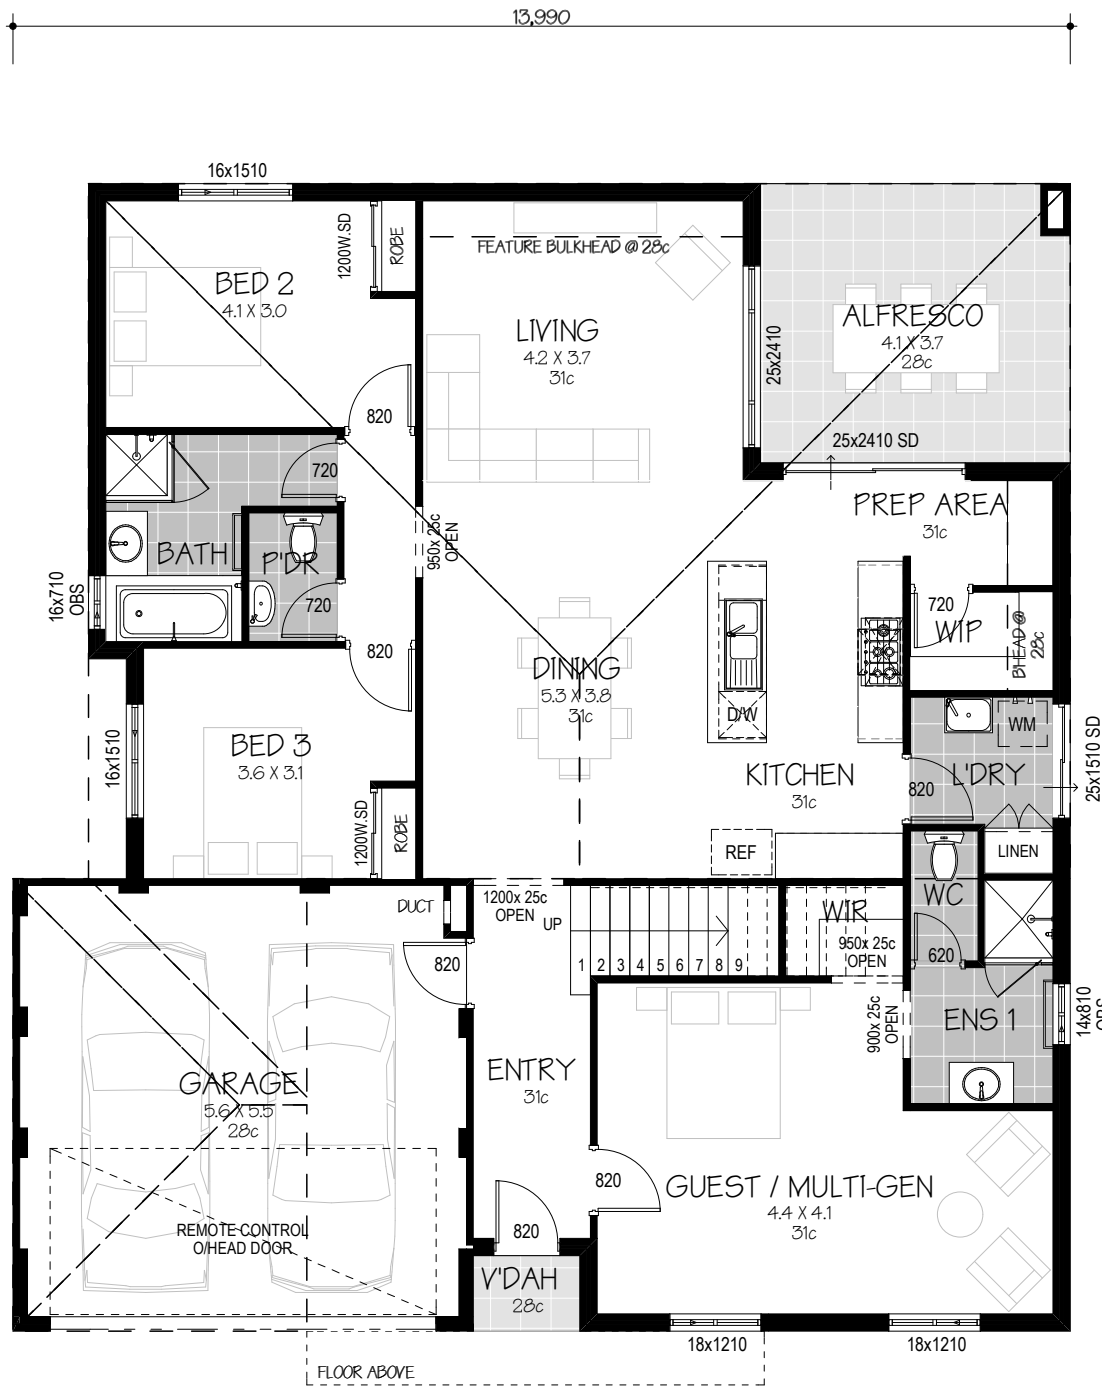 13,990
16x1510
1200W.SD
ROBE
FEATURE BULKHEAD @ 28c
BED 2
4.1 X 3.0
LIVING
4.2 X 3.7
31c
25x2410
ALFRESCO
4.1 X 3.7
28c
820
25x2410 SD
720
PREP AREA
31c
950x 25c
OPEN
BATH
P'DR
16x710
OBS
720
720
WIP
B'HEAD @
28c
820
DINING
5.3 X 3.8
31c
D/W
WM
BED 3
3.6 X 3.1
16x1510
KITCHEN
31c
820
L'DRY
25x1510 SD
1200W.SD
ROBE
REF
LINEN
WC
DUCT
1200x 25c
OPEN
UP
WIR
950x 25c
OPEN
820
1 2 3 4 5 6 7 8 9
620
900x 25c
OPEN
ENS 1
14x810
OBS
GARAGE
5.6 X 5.5
28c
ENTRY
31c
820
GUEST / MULTI-GEN
4.4 X 4.1
31c
REMOTE CONTROL
O/HEAD DOOR
820
V'DAH
28c
18x1210
18x1210
FLOOR ABOVE